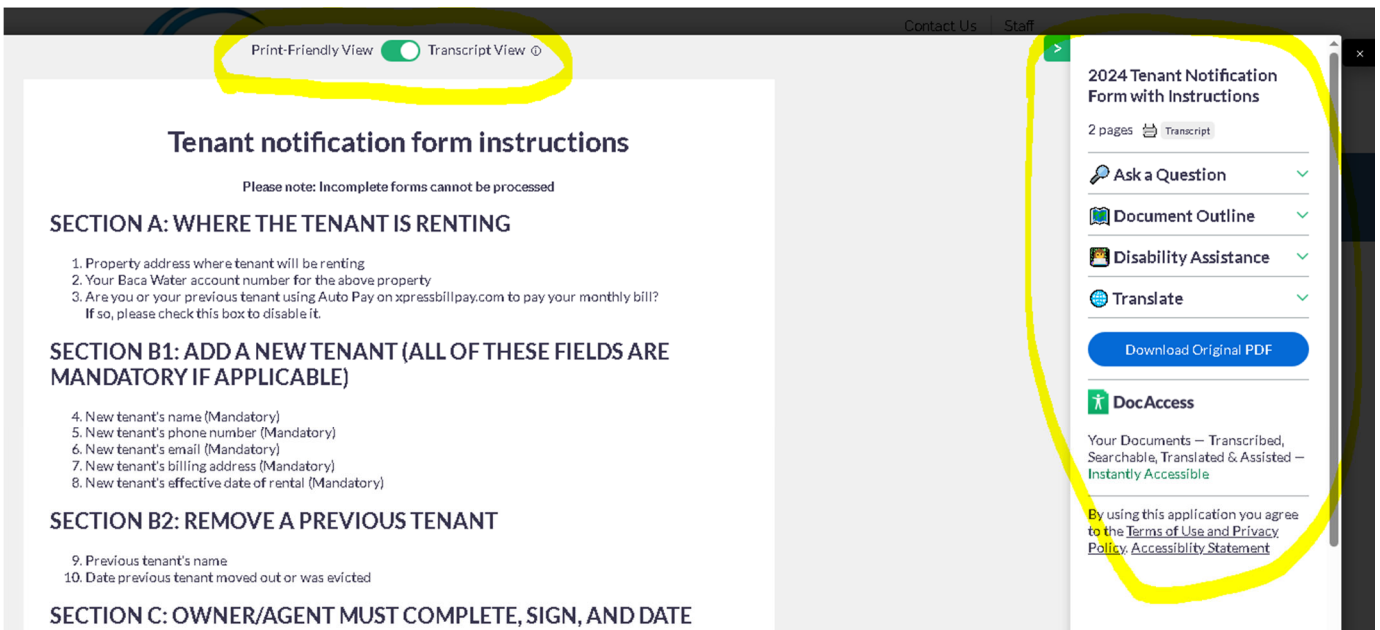 Contact Us
Staff
Print-Friendly View
Transcript View
Tenant notification form instructions
Please note: Incomplete forms cannot be processed
SECTION A: WHERE THE TENANT IS RENTING
1. Property address where tenant will be renting
2. Your Baca Water account number for the above property
3. Are you or your previous tenant using Auto Pay on xpressbillpay.com to pay your monthly bill?
If so, please check this box to disable it.
SECTION B1: ADD A NEW TENANT (ALL OF THESE FIELDS ARE
MANDATORY IF APPLICABLE)
4. New tenant's name (Mandatory)
5. New tenant's phone number (Mandatory)
6. New tenant's email (Mandatory)
7. New tenant's billing address (Mandatory)
8. New tenant's effective date of rental (Mandatory)
SECTION B2: REMOVE A PREVIOUS TENANT
9. Previous tenant's name
10. Date previous tenant moved out or was evicted
SECTION C: OWNER/AGENT MUST COMPLETE, SIGN, AND DATE
2024 Tenant Notification
Form with Instructions
2 pages
Transcript
Ask a Question
Document Outline
Disability Assistance
Translate
Download Original PDF
DocAccess
Your Documents — Transcribed,
Searchable, Translated & Assisted —
Instantly Accessible
By using this application you agree
to the Terms of Use and Privacy
Policy. Accessiblity Statement